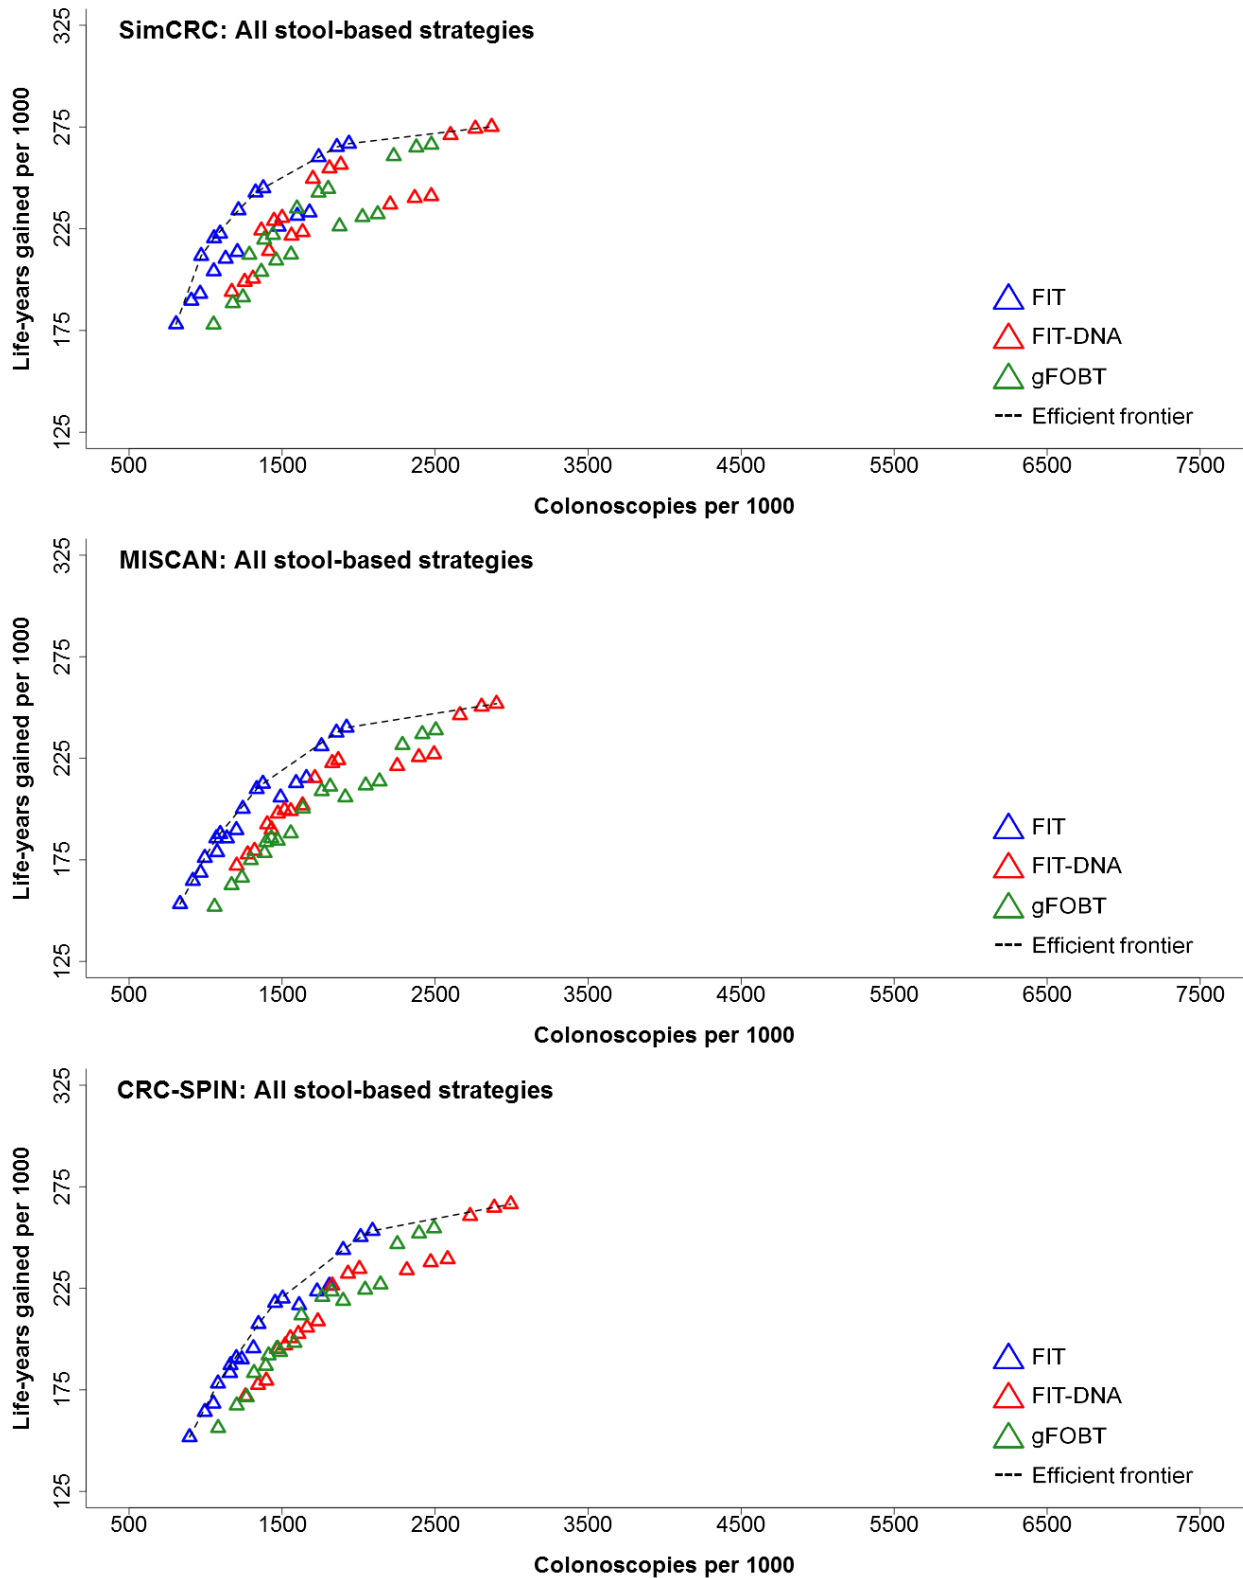 SimCRC: All stool-based strategies
Life-years gained per 1000
325
275
225
175
125
FIT
FIT-DNA
gFOBT
Efficient frontier
500 1500 2500 3500 4500 5500 6500 7500
Colonoscopies per 1000
MISCAN: All stool-based strategies
Life-years gained per 1000
325
275
225
175
125
FIT
FIT-DNA
gFOBT
Efficient frontier
500 1500 2500 3500 4500 5500 6500 7500
Colonoscopies per 1000
CRC-SPIN: All stool-based strategies
Life-years gained per 1000
325
275
225
175
125
FIT
FIT-DNA
gFOBT
Efficient frontier
500 1500 2500 3500 4500 5500 6500 7500
Colonoscopies per 1000